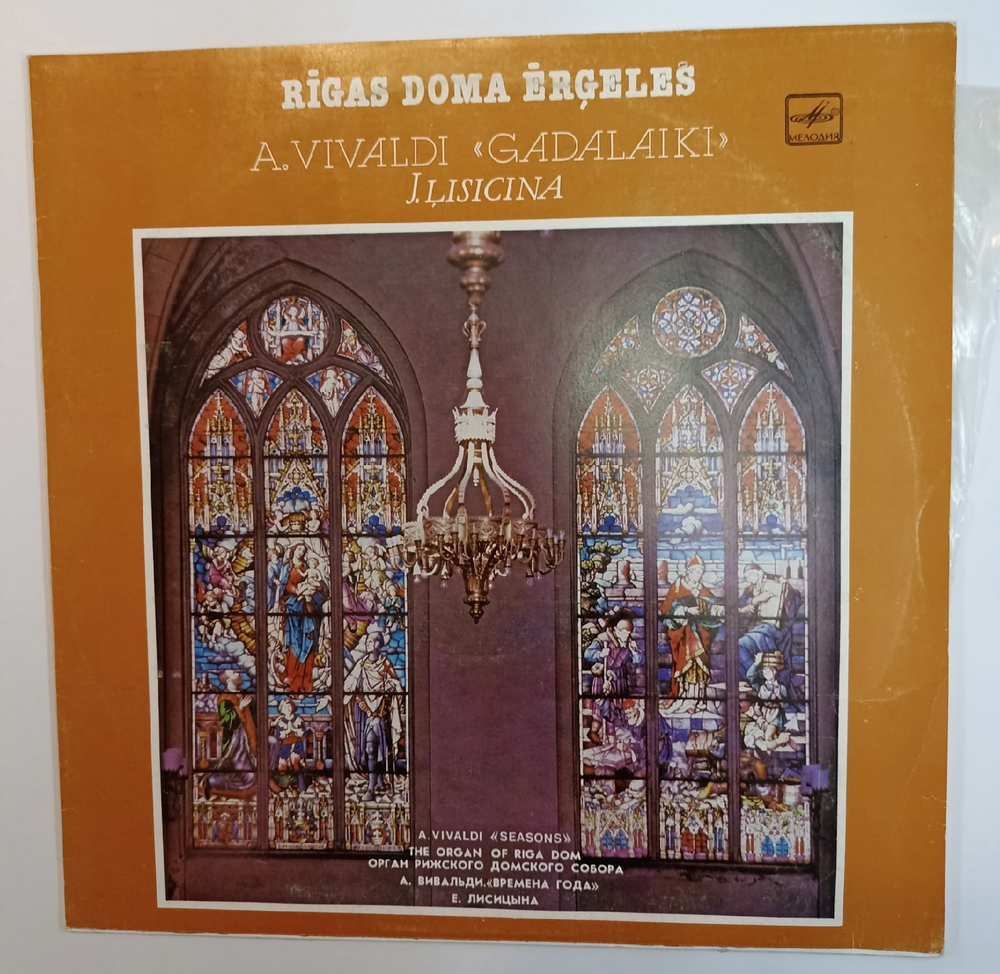 RĪGAS DOMA ĒRĢELES
МЕЛОДИЯ
A.VIVALDI «GADALAIKI»
J.ĻISICINA
A.VIVALDI «SEASONS»
THE ORGAN OF RIGA DOM
ОРГАН РИЖСКОГО ДОМСКОГО СОБОРА
А. ВИВАЛЬДИ.«ВРЕМЕНА ГОДА»
Е. ЛИСИЦЫНА